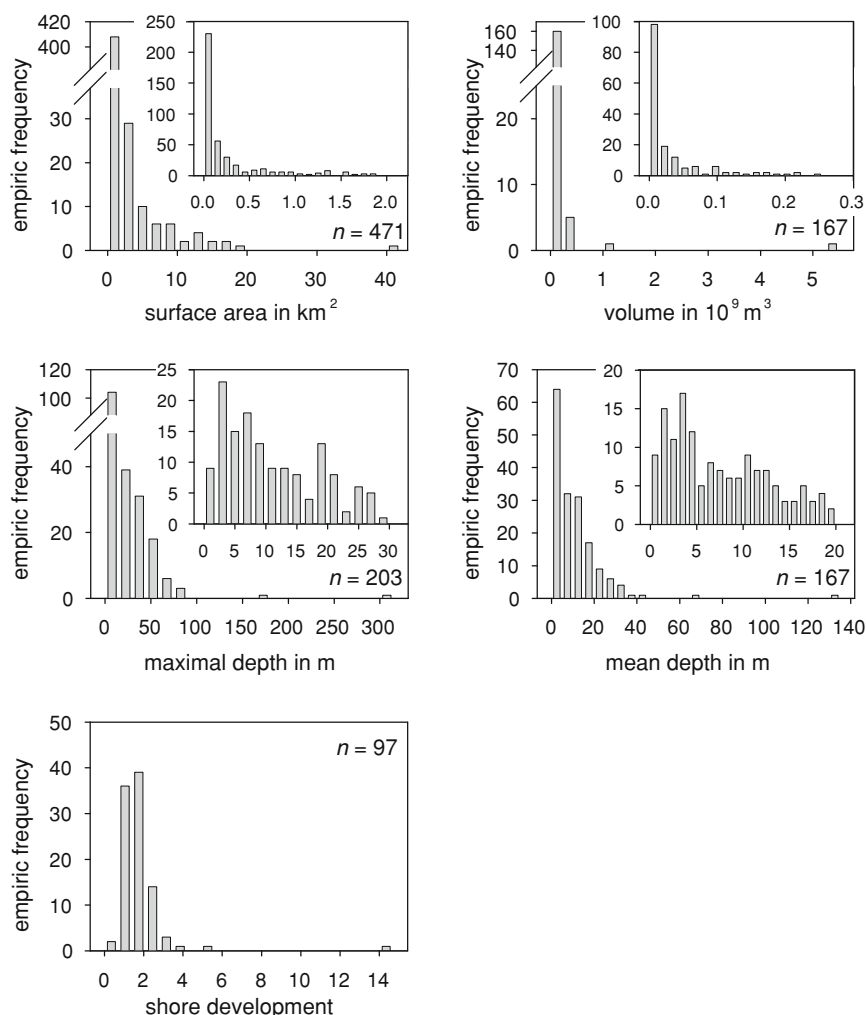 empiric frequency
420
400
30
20
10
0
250
200
150
100
50
0
0.0 0.5 1.0 1.5 2.0
n = 471
0 10 20 30 40
surface area in km²
empiric frequency
160
140
20
10
0
100
80
60
40
20
0
0.0 0.1 0.2 0.3
n = 167
0 1 2 3 4 5
volume in 10⁹ m³
empiric frequency
120
100
40
20
0
25
20
15
10
5
0
0 5 10 15 20 25 30
n = 203
0 50 100 150 200 250 300
maximal depth in m
empiric frequency
70
60
50
40
30
20
10
0
20
15
10
5
0
0 5 10 15 20
n = 167
0 20 40 60 80 100 120 140
mean depth in m
empiric frequency
50
40
30
20
10
0
n = 97
0 2 4 6 8 10 12 14
shore development